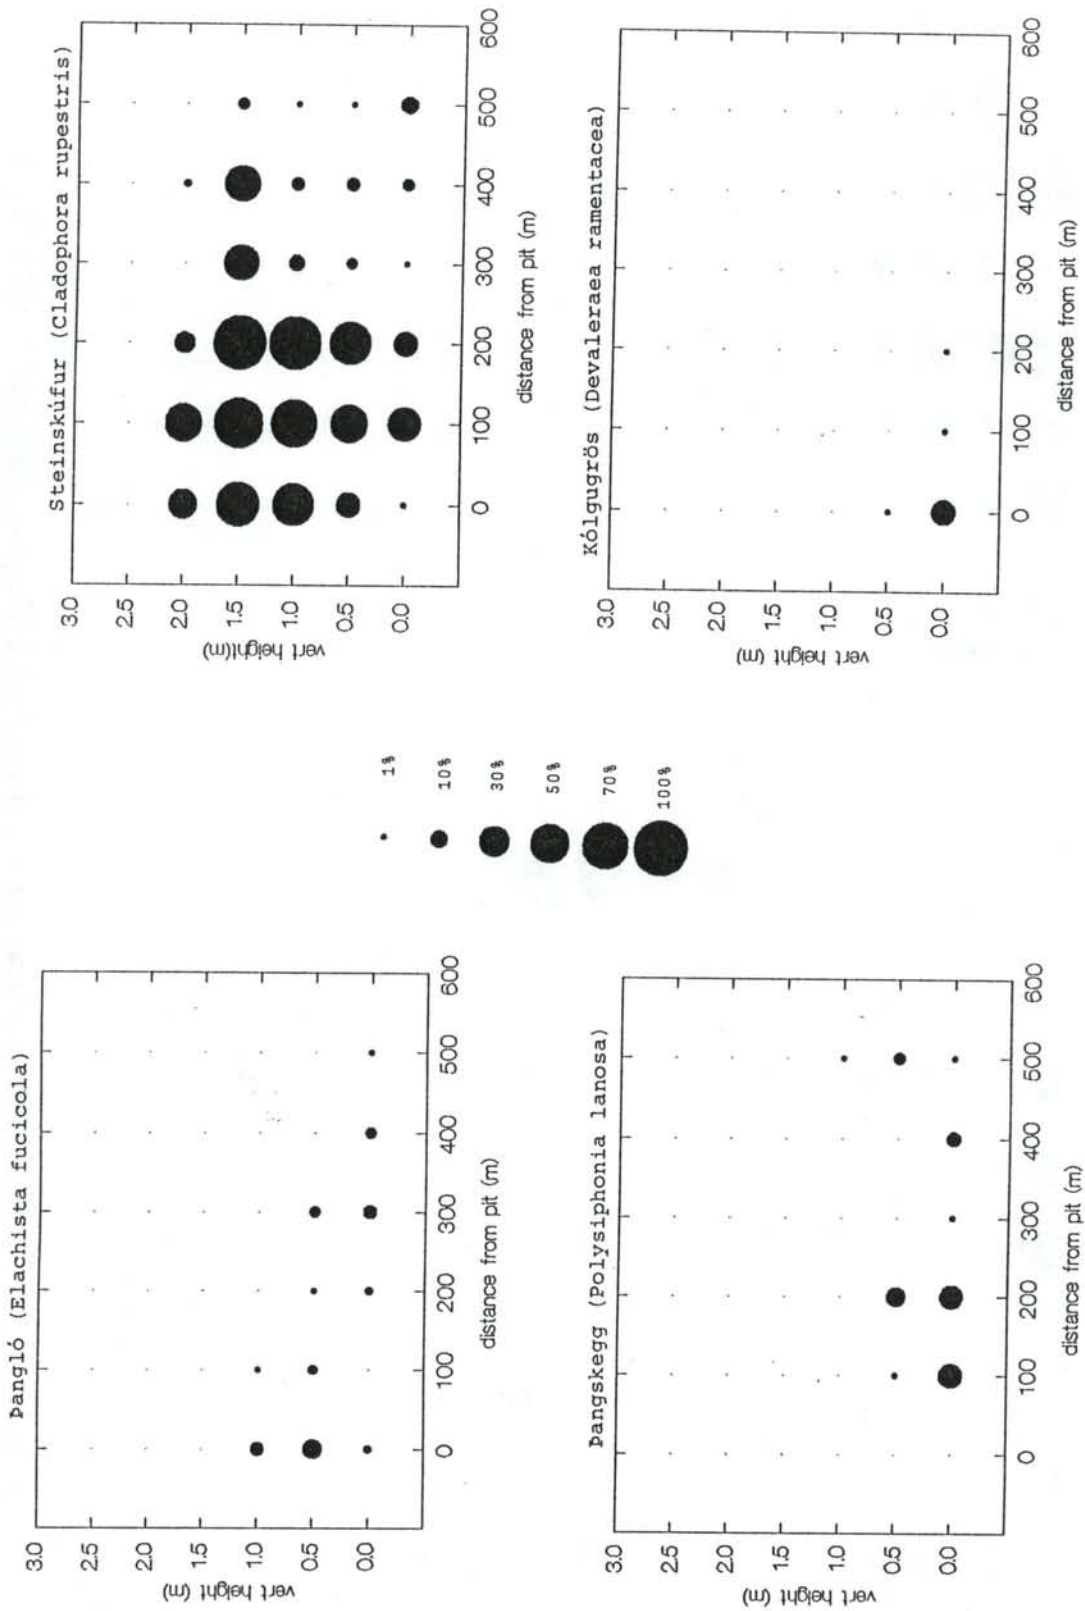 Þangló (Elachista fucicola)
3.0
2.5
2.0
1.5
1.0
0.5
0.0
vert height (m)
0 100 200 300 400 500 600
distance from pit (m)
Steinskúfur (Cladophora rupestris)
3.0
2.5
2.0
1.5
1.0
0.5
0.0
vert height(m)
0 100 200 300 400 500 600
distance from pit (m)
1%
10%
30%
50%
70%
100%
Þangskegg (Polysiphonia lanosa)
3.0
2.5
2.0
1.5
1.0
0.5
0.0
vert height (m)
0 100 200 300 400 500 600
distance from pit (m)
Kólgugrös (Devaleraea ramentacea)
3.0
2.5
2.0
1.5
1.0
0.5
0.0
vert height (m)
0 100 200 300 400 500 600
distance from pit (m)